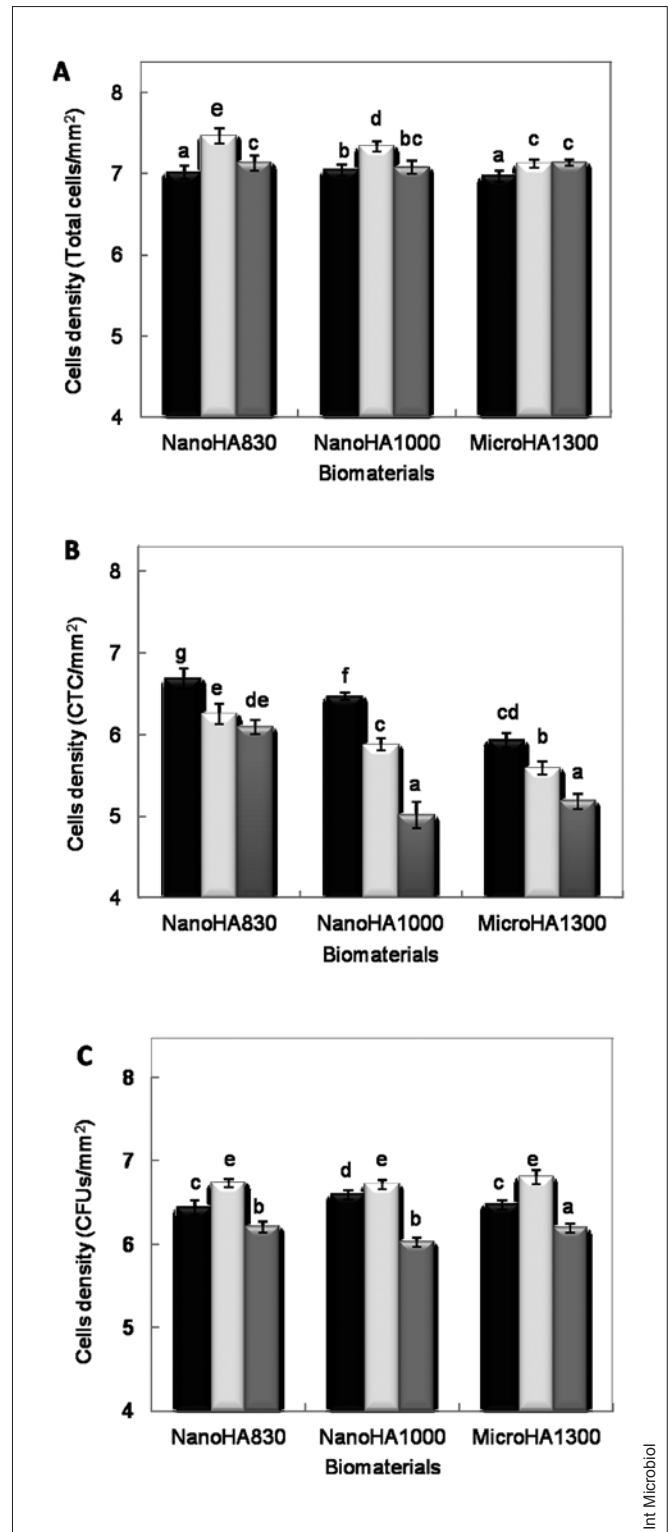 A
Cells density (Total cells/mm²)
8
7
6
5
4
a e c b d bc a c c
NanoHA830 NanoHA1000 MicroHA1300
Biomaterials
B
Cells density (CTC/mm²)
8
7
6
5
4
g e de f c a cd b a
NanoHA830 NanoHA1000 MicroHA1300
Biomaterials
C
Cells density (CFUs/mm²)
8
7
6
5
4
c e b d e b c e a
NanoHA830 NanoHA1000 MicroHA1300
Biomaterials
Int Microbiol